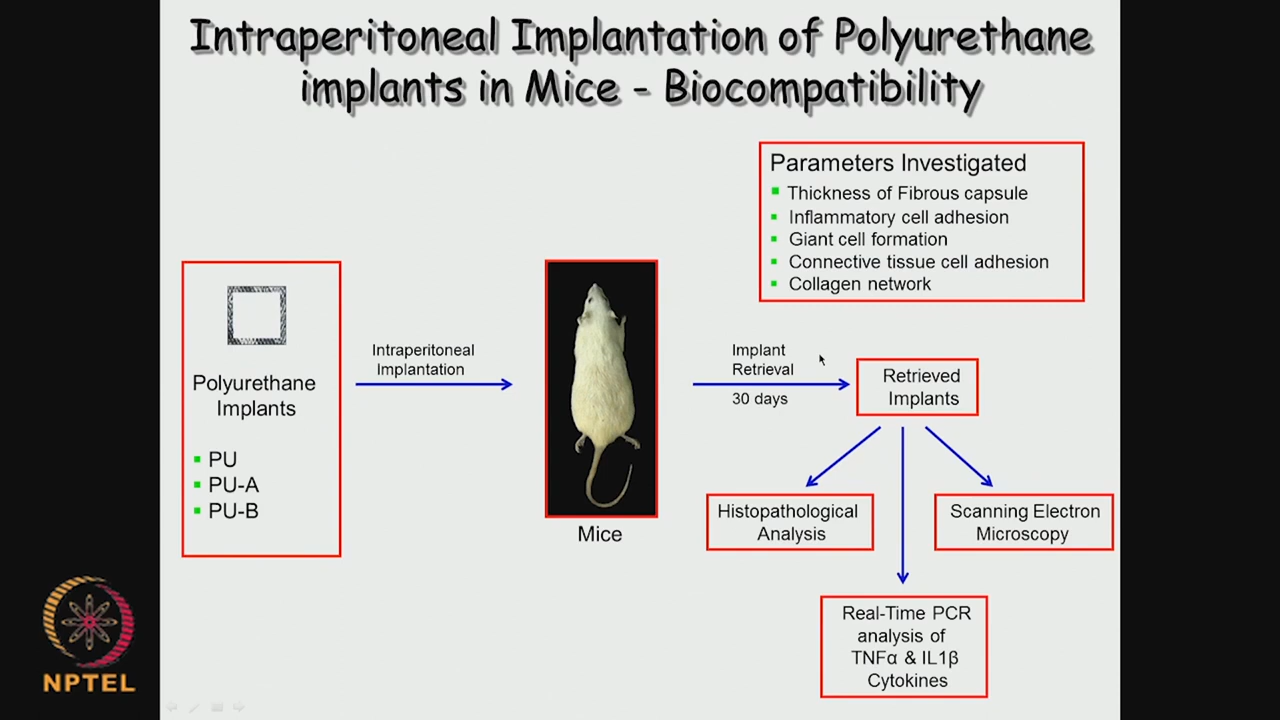 Intraperitoneal Implantation of Polyurethane
implants in Mice - Biocompatibility
Parameters Investigated
Thickness of Fibrous capsule
Inflammatory cell adhesion
Giant cell formation
Connective tissue cell adhesion
Collagen network
Polyurethane
Implants
PU
PU-A
PU-B
Intraperitoneal
Implantation
Mice
Implant
Retrieval
30 days
Retrieved
Implants
Histopathological
Analysis
Scanning Electron
Microscopy
Real-Time PCR
analysis of
TNFα & IL1β
Cytokines
NPTEL